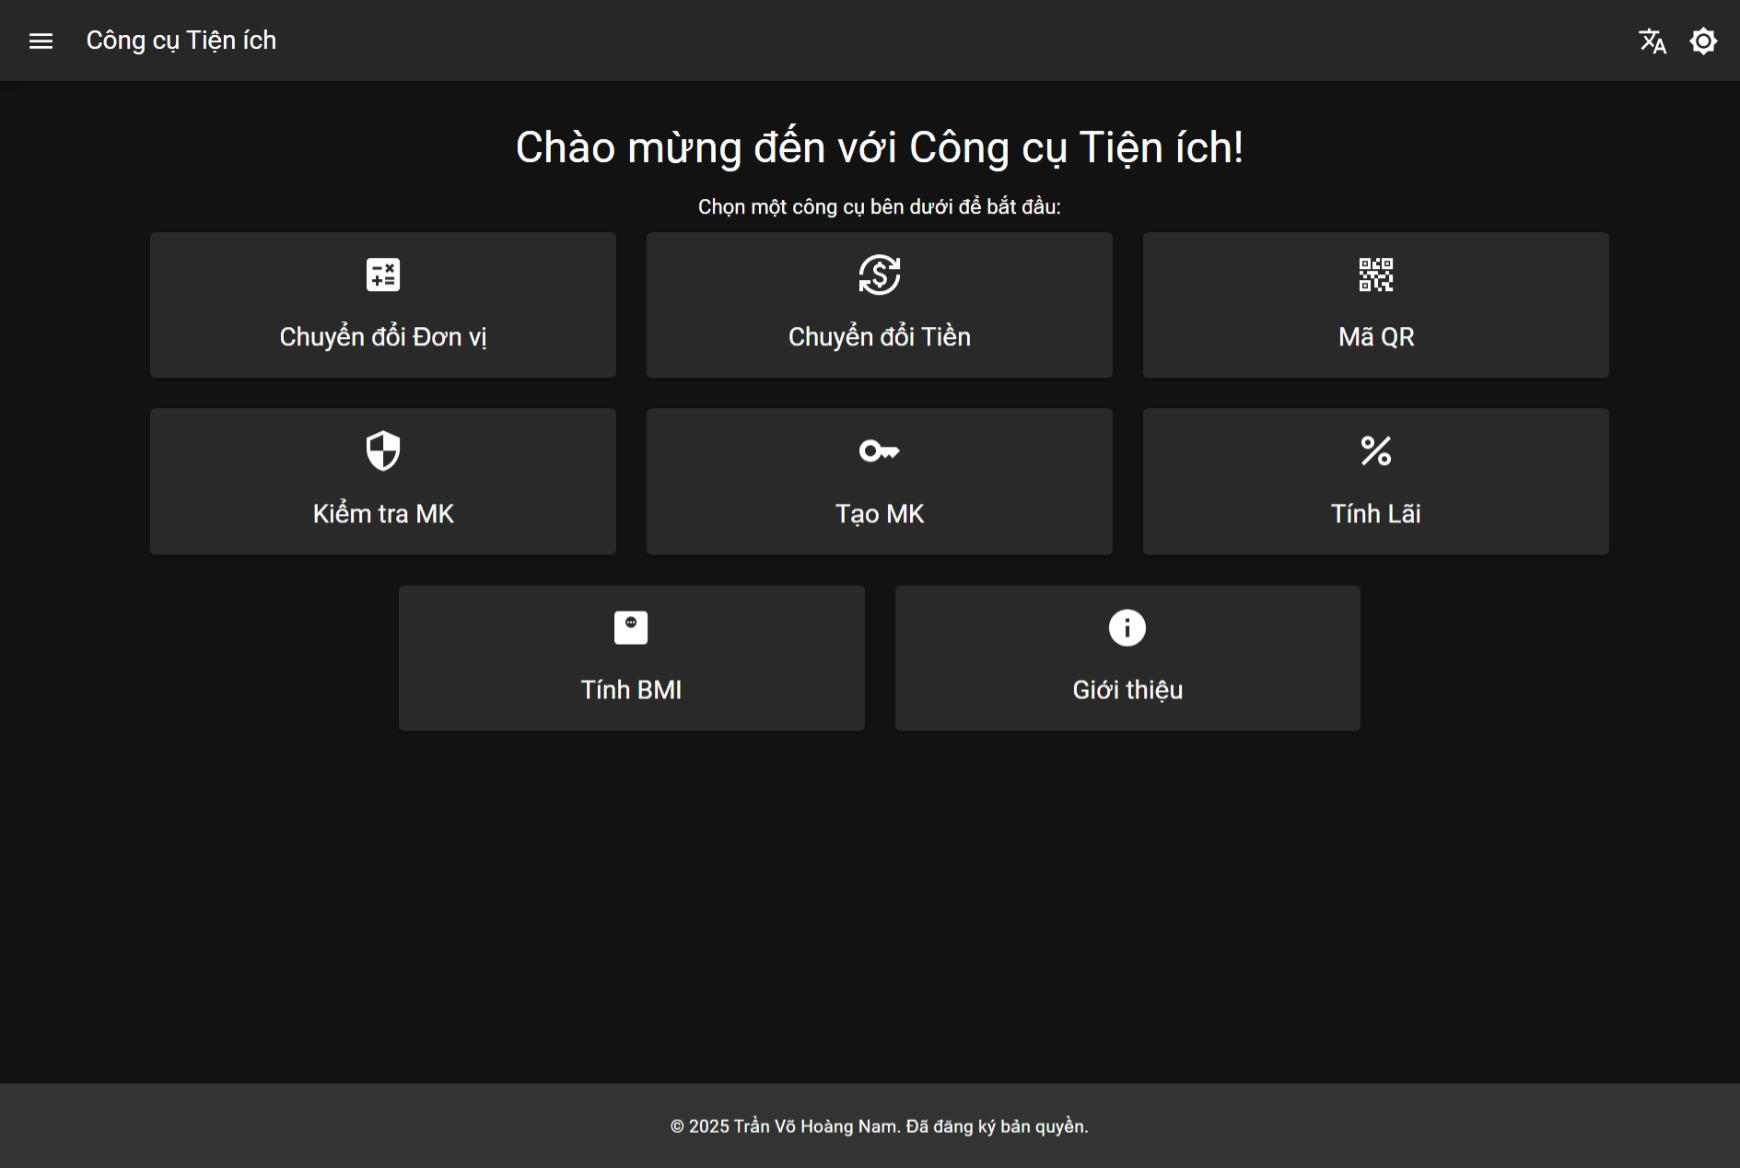 Công cụ Tiện ích
Chào mừng đến với Công cụ Tiện ích!
Chọn một công cụ bên dưới để bắt đầu:
Chuyển đổi Đơn vị
Chuyển đổi Tiền
Mã QR
Kiểm tra MK
Tạo MK
Tính Lãi
Tính BMI
Giới thiệu
© 2025 Trần Võ Hoàng Nam. Đã đăng ký bản quyền.